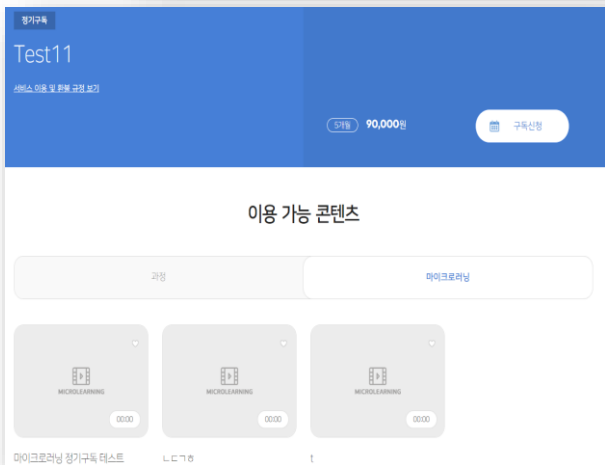 정기구독
Test11
서비스 이용 및 환불 규정 보기
5개월 90,000원
구독신청
이용 가능 콘텐츠
과정
마이크로러닝
MICROLEARNING
00:00
MICROLEARNING
00:00
MICROLEARNING
00:00
마이크로러닝 정기구독 테스트
ㄴㄷㄱㅎ
t